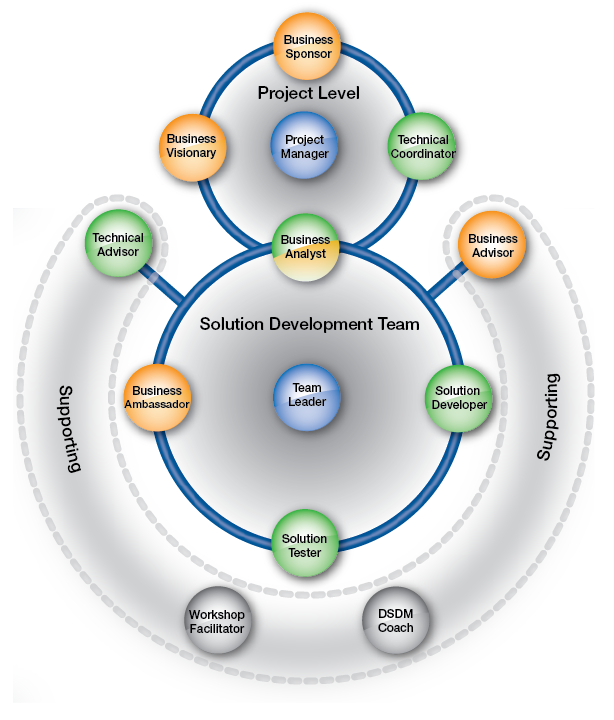 Business
Sponsor
Project Level
Business
Visionary
Project
Manager
Technical
Coordinator
Technical
Advisor
Business
Analyst
Business
Advisor
Solution Development Team
Business
Ambassador
Team
Leader
Solution
Developer
Supporting
Supporting
Solution
Tester
Workshop
Facilitator
DSDM
Coach